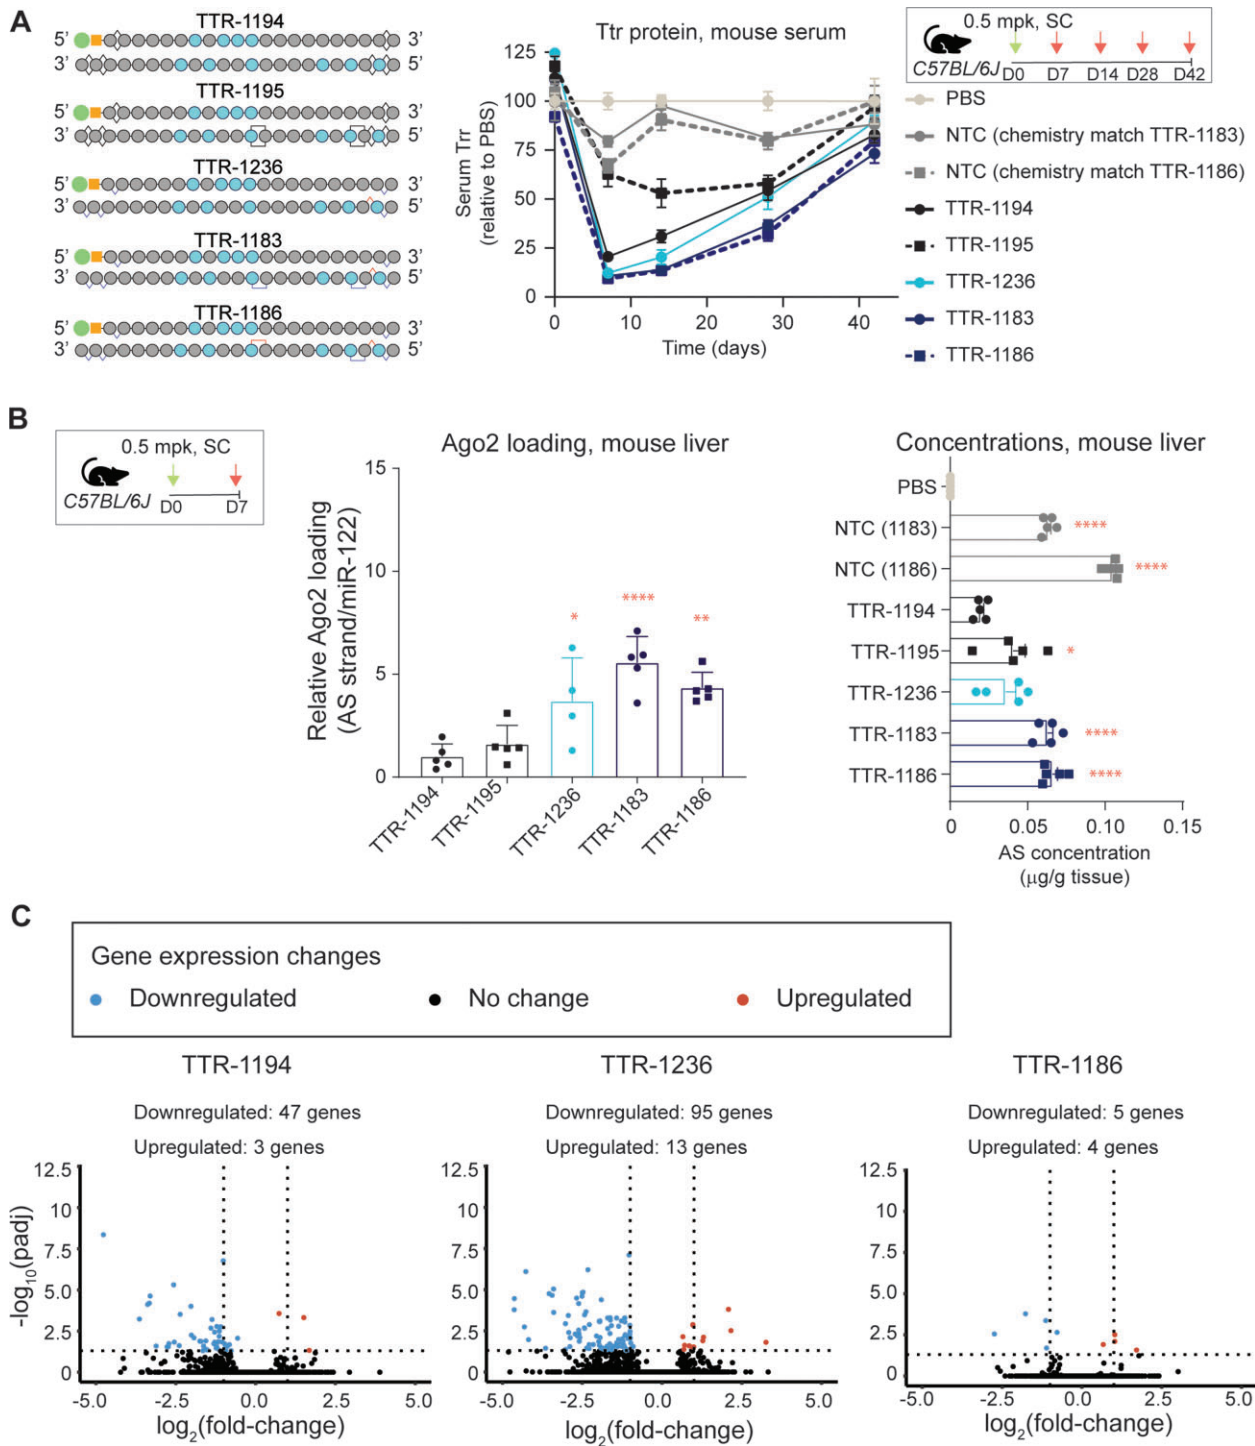 A
TTR-1194
5' 3'
3' 5'
TTR-1195
5' 3'
3' 5'
TTR-1236
5' 3'
3' 5'
TTR-1183
5' 3'
3' 5'
TTR-1186
5' 3'
3' 5'
Ttr protein, mouse serum
125
100
75
50
25
0
Serum Trr
(relative to PBS)
0 10 20 30 40
Time (days)
0.5 mpk, SC
C57BL/6J
D0 D7 D14 D28 D42
PBS
NTC (chemistry match TTR-1183)
NTC (chemistry match TTR-1186)
TTR-1194
TTR-1195
TTR-1236
TTR-1183
TTR-1186
B
0.5 mpk, SC
C57BL/6J
D0 D7
Ago2 loading, mouse liver
15
10
5
0
Relative Ago2 loading
(AS strand/miR-122)
* **** **
TTR-1194 TTR-1195 TTR-1236 TTR-1183 TTR-1186
Concentrations, mouse liver
PBS
NTC (1183) ****
NTC (1186) ****
TTR-1194
TTR-1195 *
TTR-1236
TTR-1183 ****
TTR-1186 ****
0 0.05 0.10 0.15
AS concentration
(μg/g tissue)
C
Gene expression changes
Downregulated No change Upregulated
TTR-1194
Downregulated: 47 genes
Upregulated: 3 genes
12.5
10
7.5
5.0
2.5
0
-log10(padj)
-5.0 -2.5 0.0 2.5 5.0
log2(fold-change)
TTR-1236
Downregulated: 95 genes
Upregulated: 13 genes
12.5
10
7.5
5.0
2.5
0
-5.0 -2.5 0.0 2.5 5.0
log2(fold-change)
TTR-1186
Downregulated: 5 genes
Upregulated: 4 genes
12.5
10
7.5
5.0
2.5
0
-5.0 -2.5 0.0 2.5 5.0
log2(fold-change)